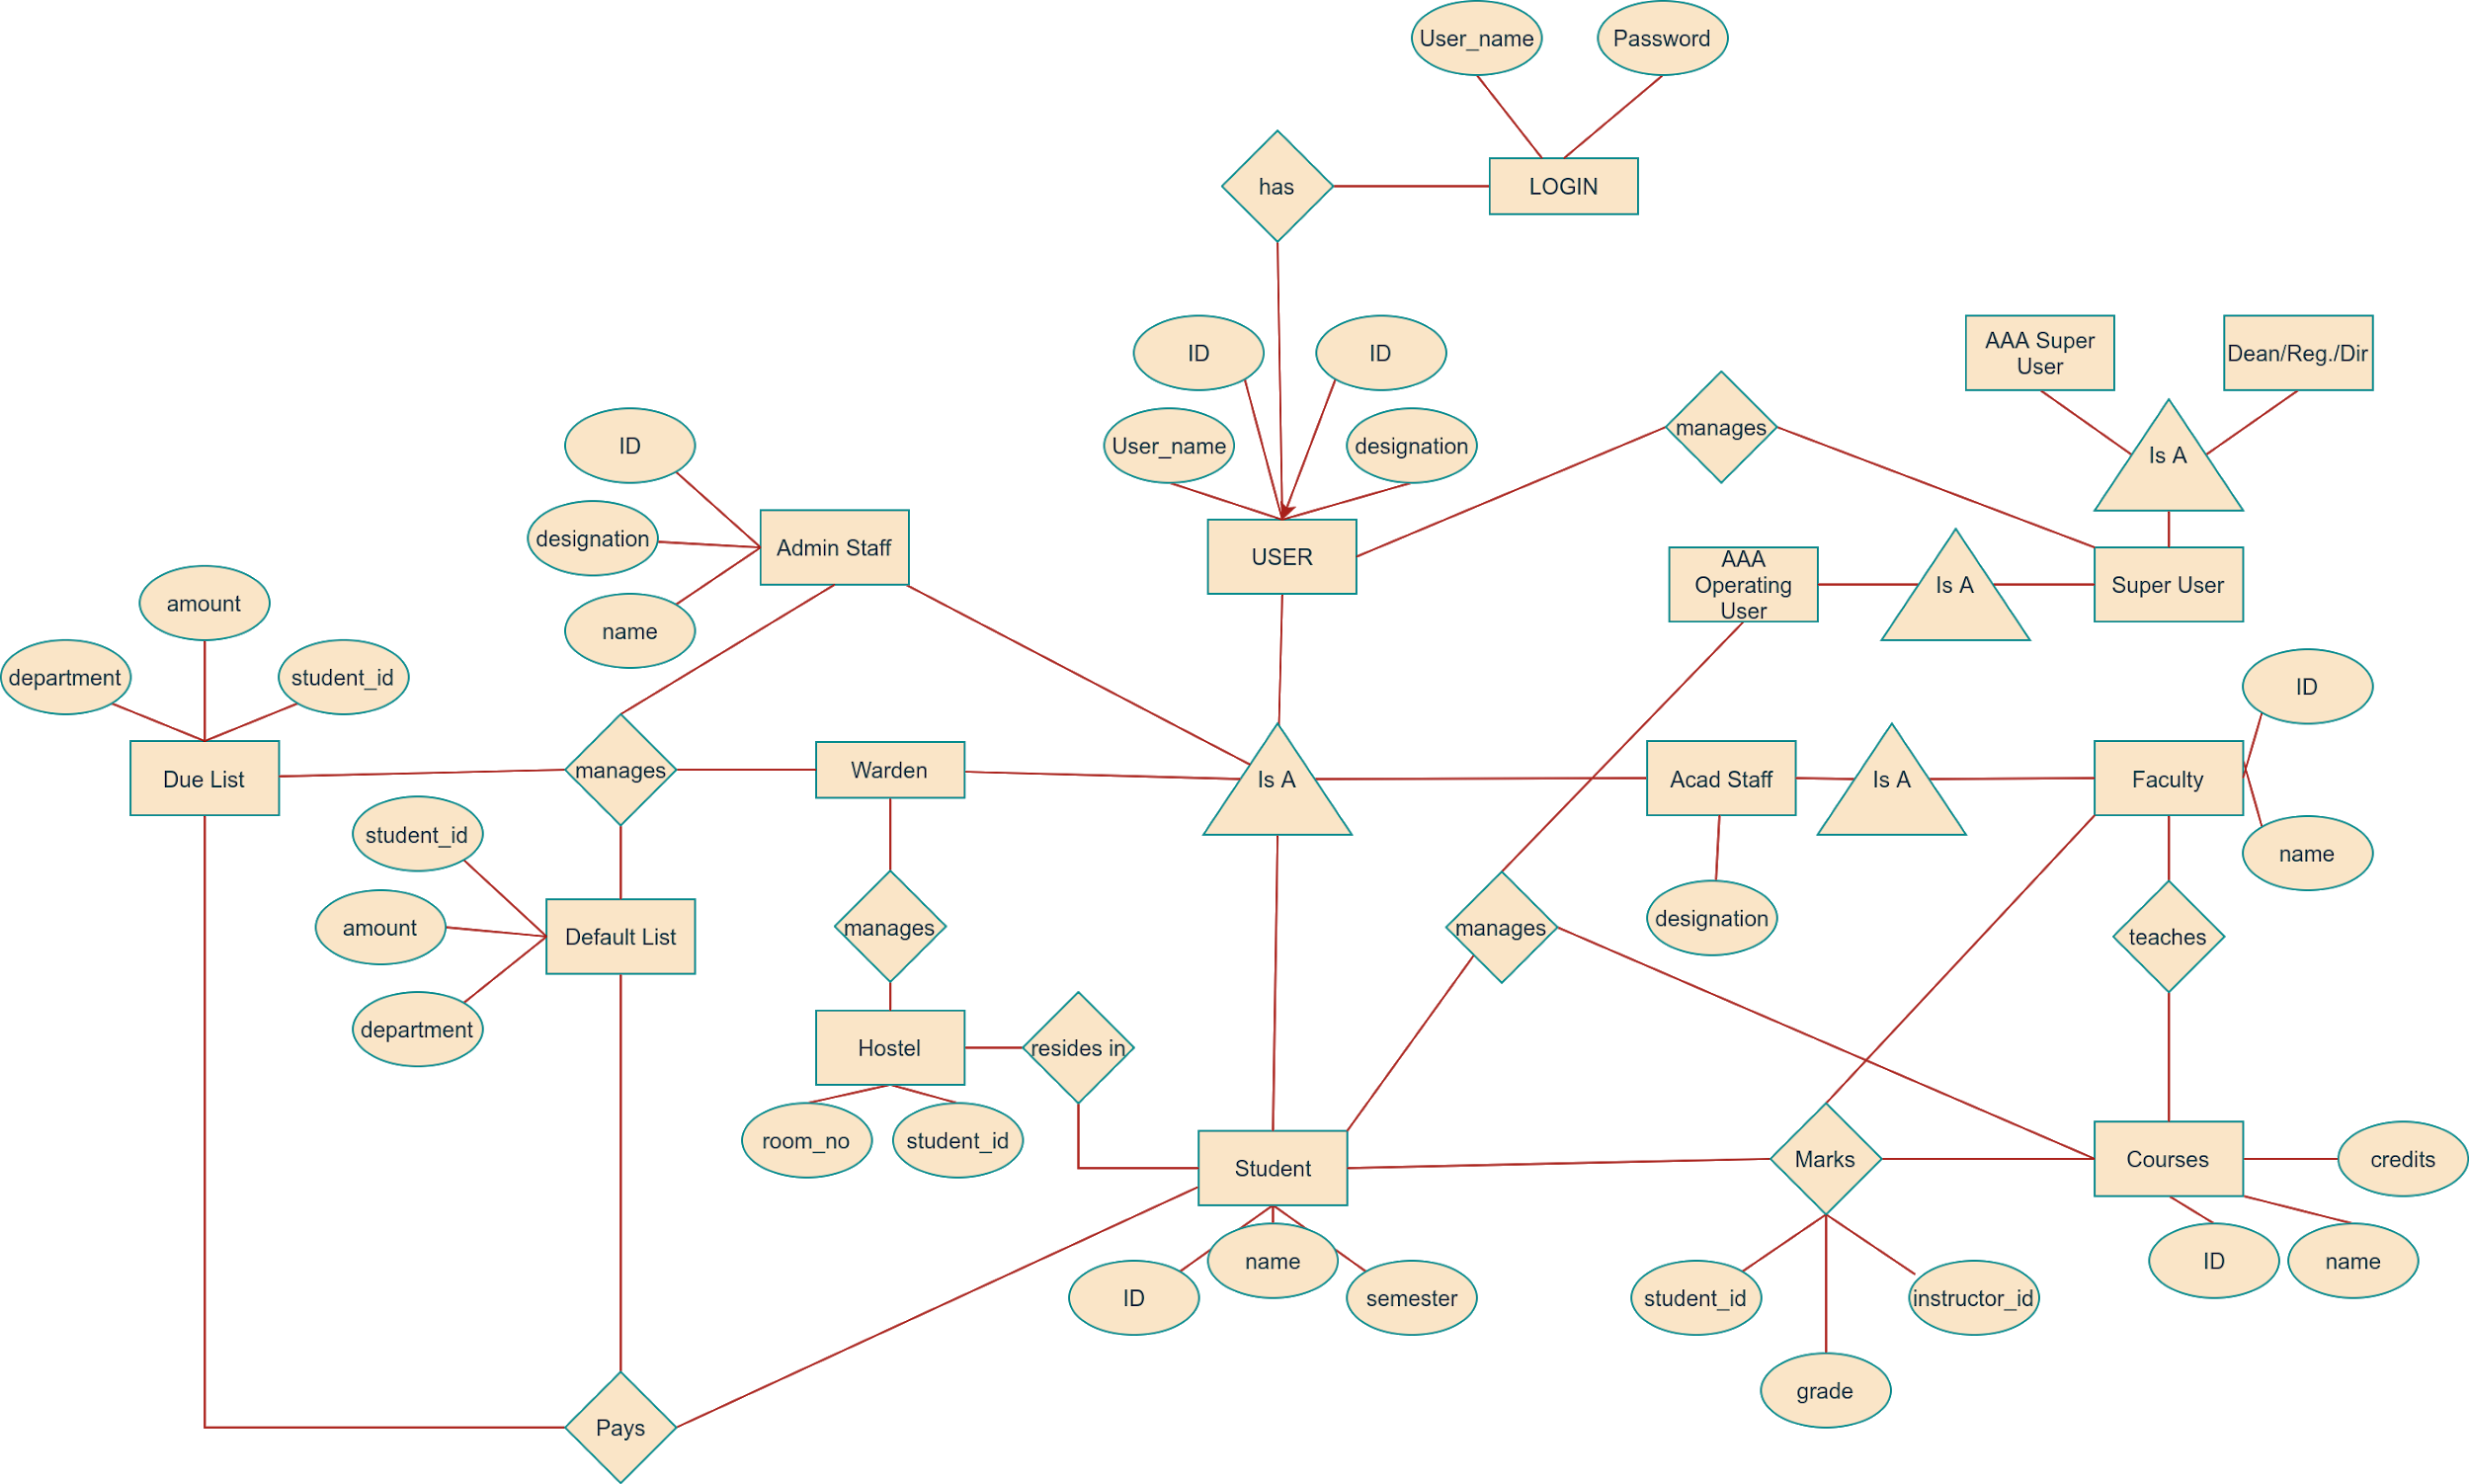 User_name
Password
has
LOGIN
ID
ID
AAA Super
User
Dean/Reg./Dir
User_name
designation
manages
Is A
ID
designation
Admin Staff
name
USER
AAA
Operating
User
Is A
Super User
amount
department
student_id
ID
Due List
manages
Warden
Is A
Acad Staff
Is A
Faculty
student_id
name
amount
Default List
manages
manages
designation
teaches
department
Hostel
resides in
room_no
student_id
Student
Marks
Courses
credits
ID
name
semester
student_id
instructor_id
ID
name
grade
Pays